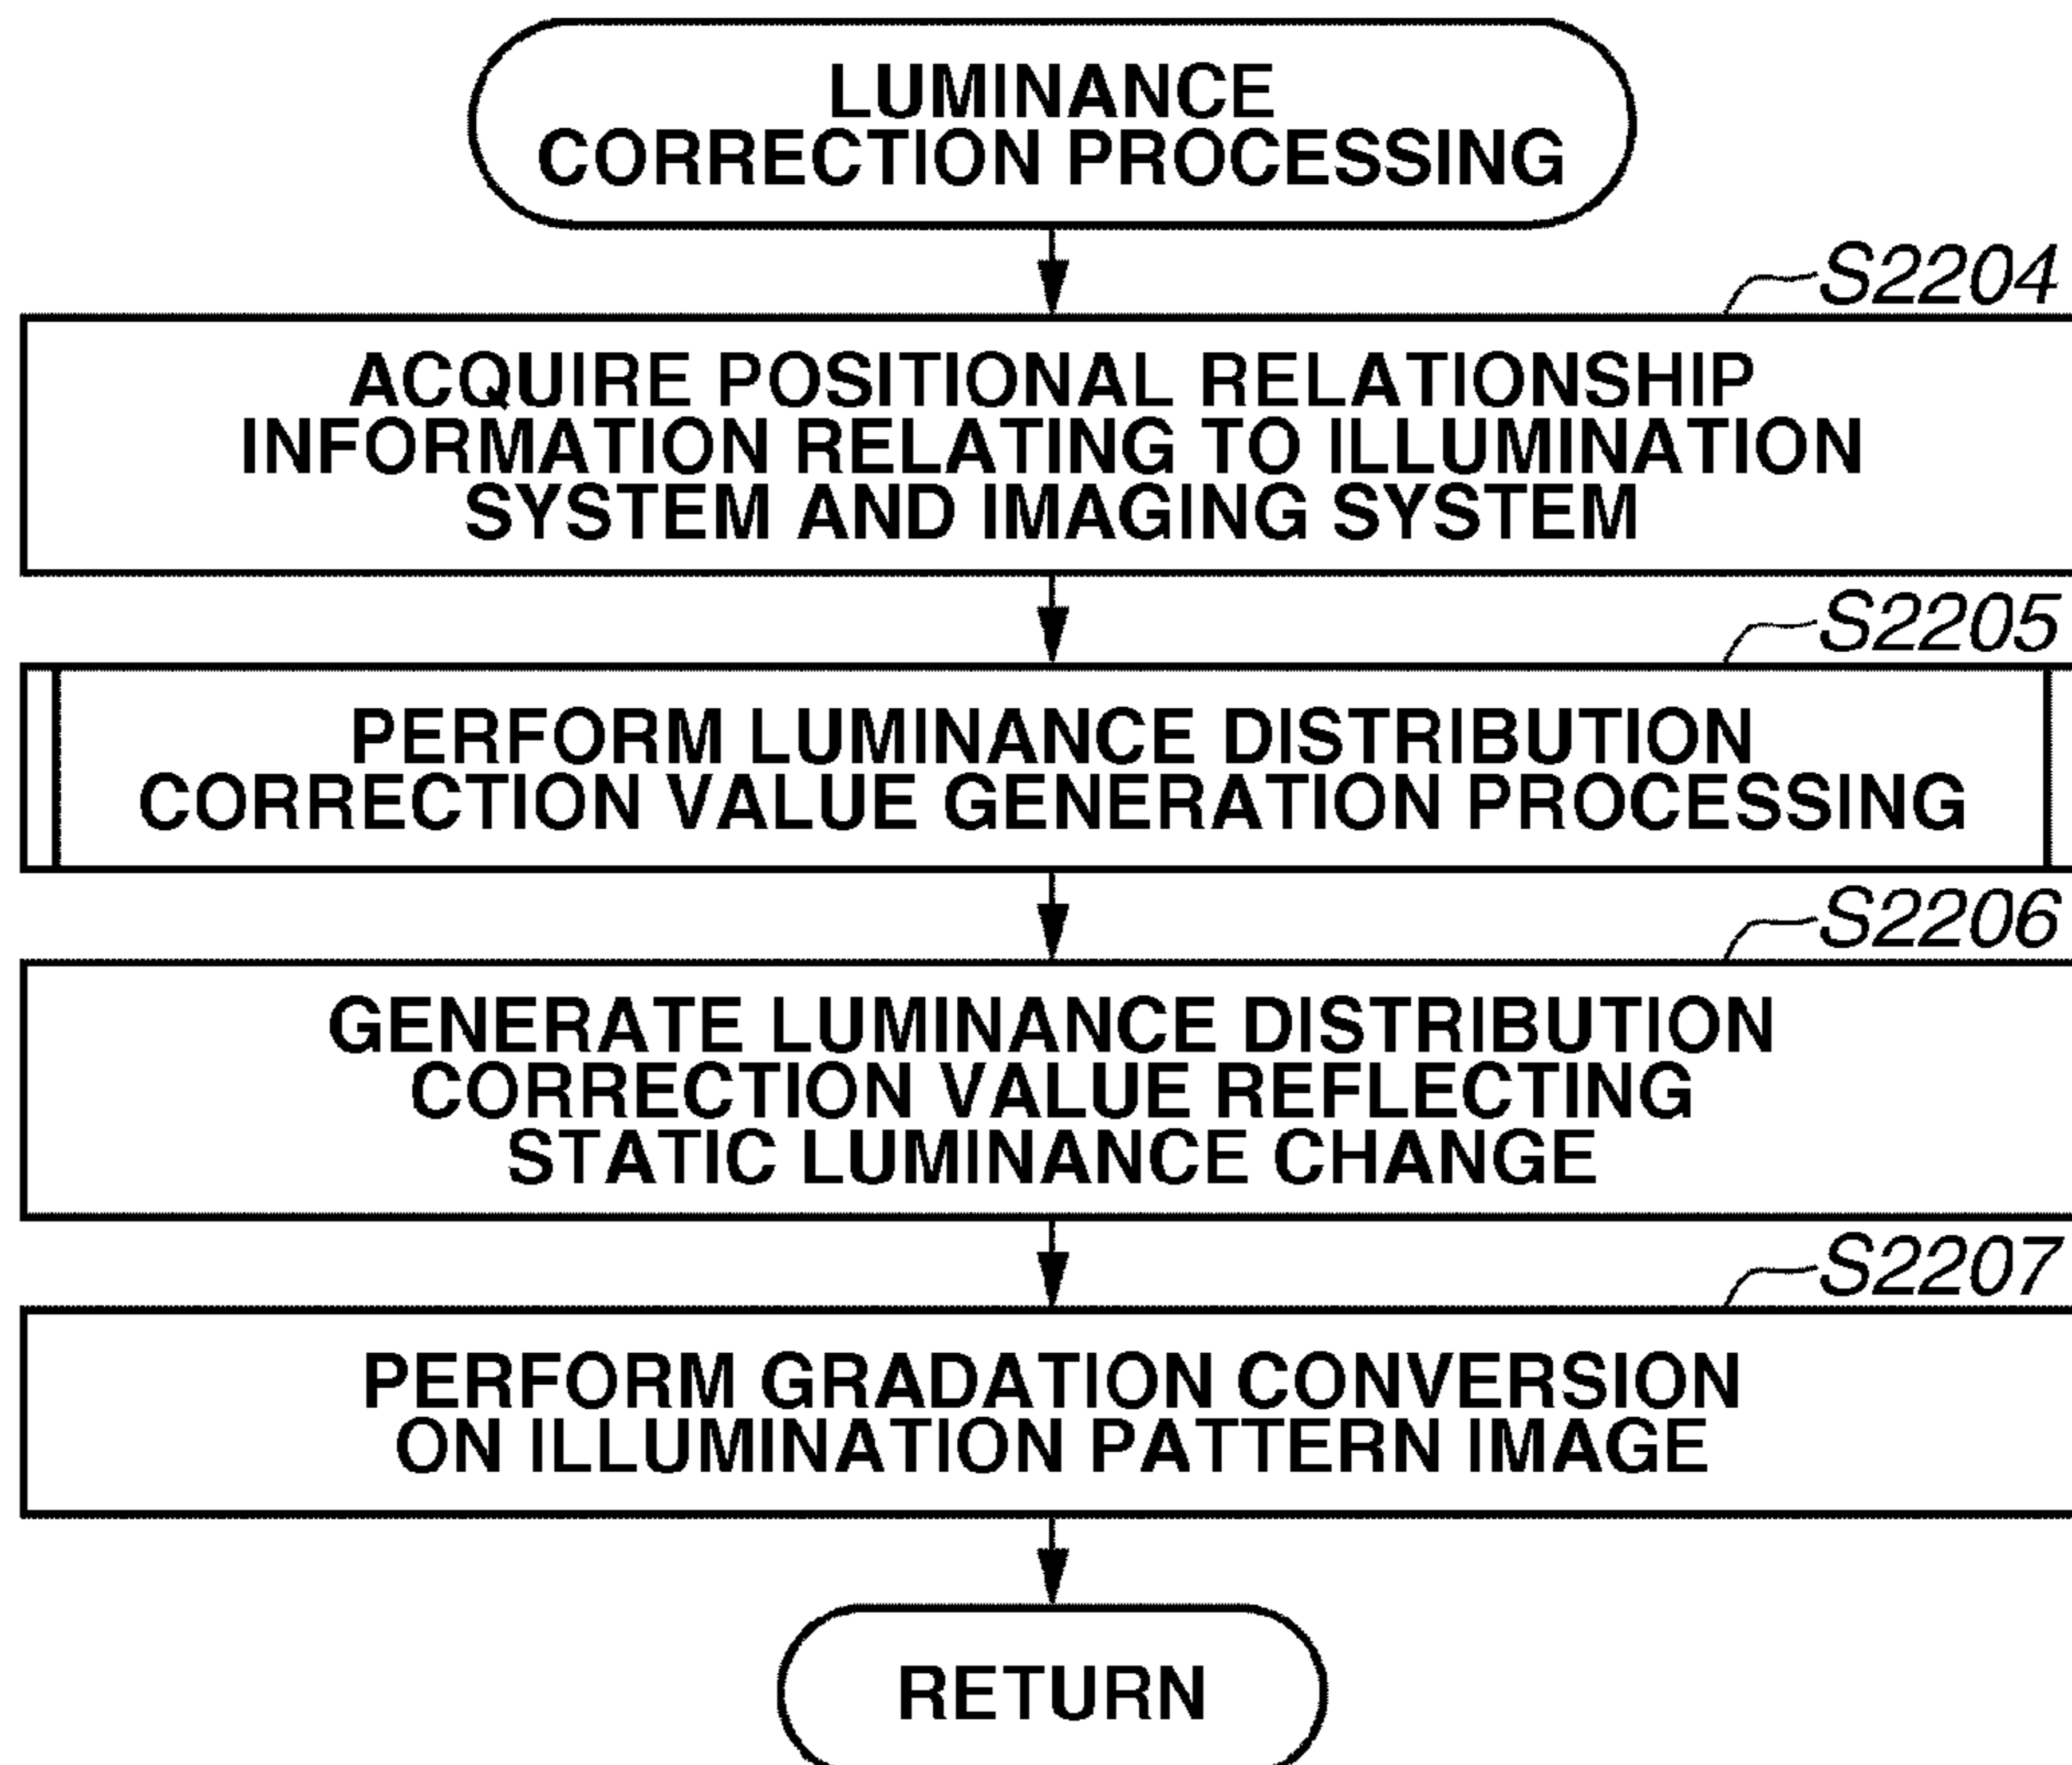 LUMINANCE
CORRECTION PROCESSING
S2204
ACQUIRE POSITIONAL RELATIONSHIP
INFORMATION RELATING TO ILLUMINATION
SYSTEM AND IMAGING SYSTEM
S2205
PERFORM LUMINANCE DISTRIBUTION
CORRECTION VALUE GENERATION PROCESSING
S2206
GENERATE LUMINANCE DISTRIBUTION
CORRECTION VALUE REFLECTING
STATIC LUMINANCE CHANGE
S2207
PERFORM GRADATION CONVERSION
ON ILLUMINATION PATTERN IMAGE
RETURN